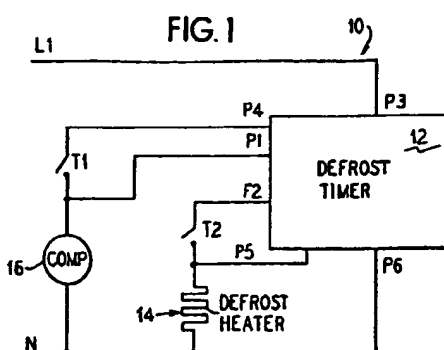 FIG. 1
L1
10
P3
P4
P1
12
DEFROST
TIMER
T1
F2
T2
P5
P6
16
COMP
14
DEFROST
HEATER
N